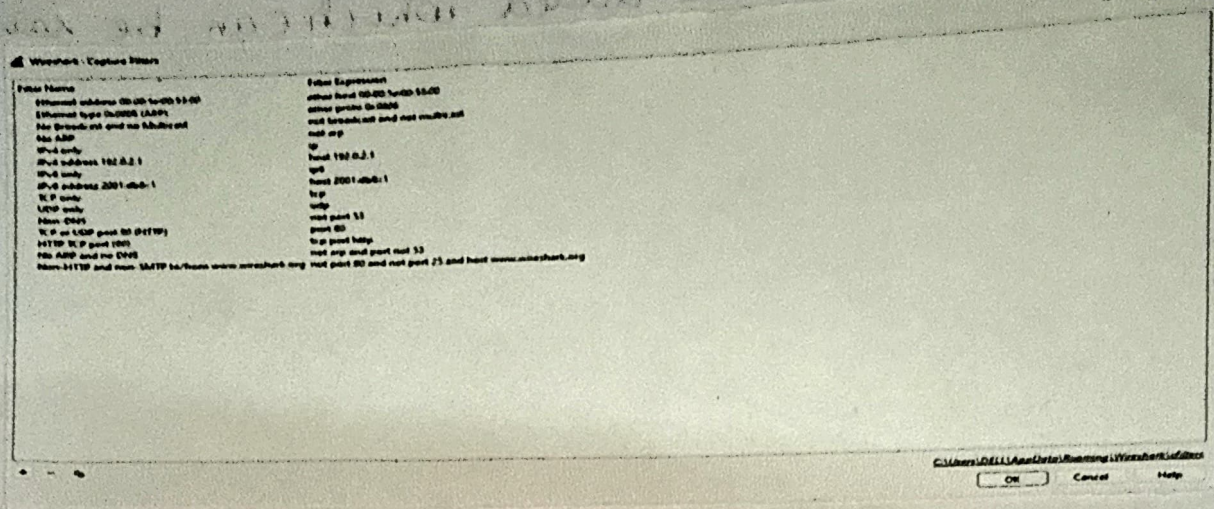 Wireshark · Capture Filters
Filter Name Filter Expression
Ethernet address 00:00:5e:00:53:00 ether host 00:00:5e:00:53:00
Ethernet type 0x0806 (ARP) ether proto 0x0806
No Broadcast and no Multicast not broadcast and not multicast
No ARP not arp
IPv4 only ip
IPv4 address 192.0.2.1 host 192.0.2.1
IPv6 only ip6
IPv6 address 2001:db8::1 host 2001:db8::1
TCP only tcp
UDP only udp
Non-DNS not port 53
TCP or UDP port 80 (HTTP) port 80
HTTP TCP port (80) tcp port http
No ARP and no DNS not arp and port not 53
Non-HTTP and non-SMTP to/from www.wireshark.org not port 80 and not port 25 and host www.wireshark.org
C:\Users\DELL\AppData\Roaming\Wireshark\cfilters
OK Cancel Help